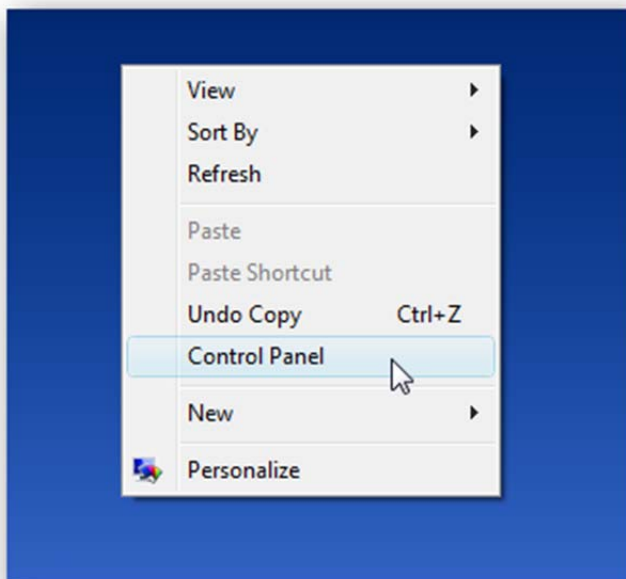 View
Sort By
Refresh
Paste
Paste Shortcut
Undo Copy Ctrl+Z
Control Panel
New
Personalize